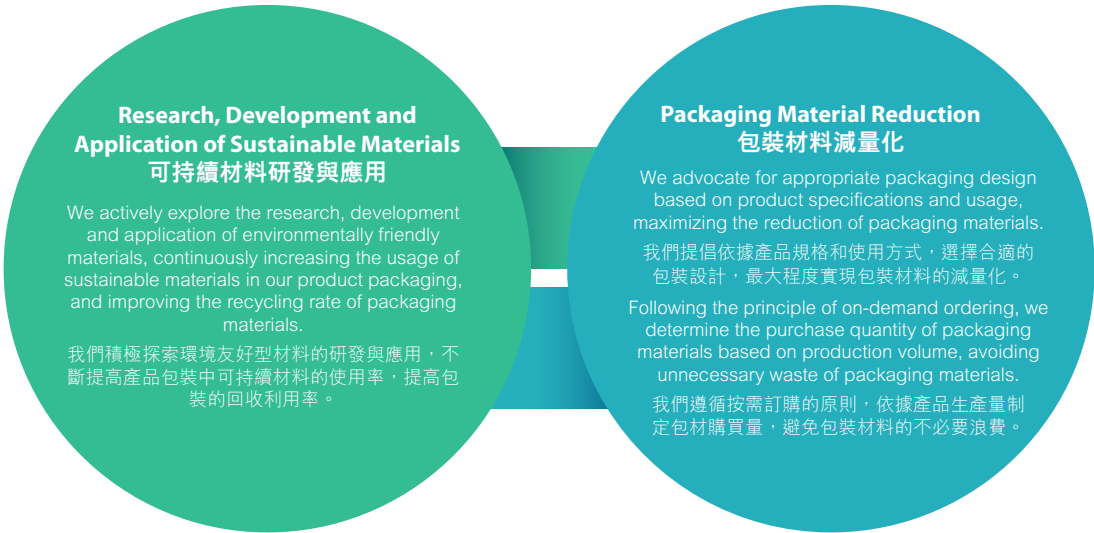 Research, Development and
Application of Sustainable Materials
可持續材料研發與應用
We actively explore the research, development
and application of environmentally friendly
materials, continuously increasing the usage of
sustainable materials in our product packaging,
and improving the recycling rate of packaging
materials.
我們積極探索環境友好型材料的研發與應用，不
斷提高產品包裝中可持續材料的使用率，提高包
裝的回收利用率。
Packaging Material Reduction
包裝材料減量化
We advocate for appropriate packaging design
based on product specifications and usage,
maximizing the reduction of packaging materials.
我們提倡依據產品規格和使用方式，選擇合適的
包裝設計，最大程度實現包裝材料的減量化。
Following the principle of on-demand ordering, we
determine the purchase quantity of packaging
materials based on production volume, avoiding
unnecessary waste of packaging materials.
我們遵循按需訂購的原則，依據產品生產量制
定包材購買量，避免包裝材料的不必要浪費。